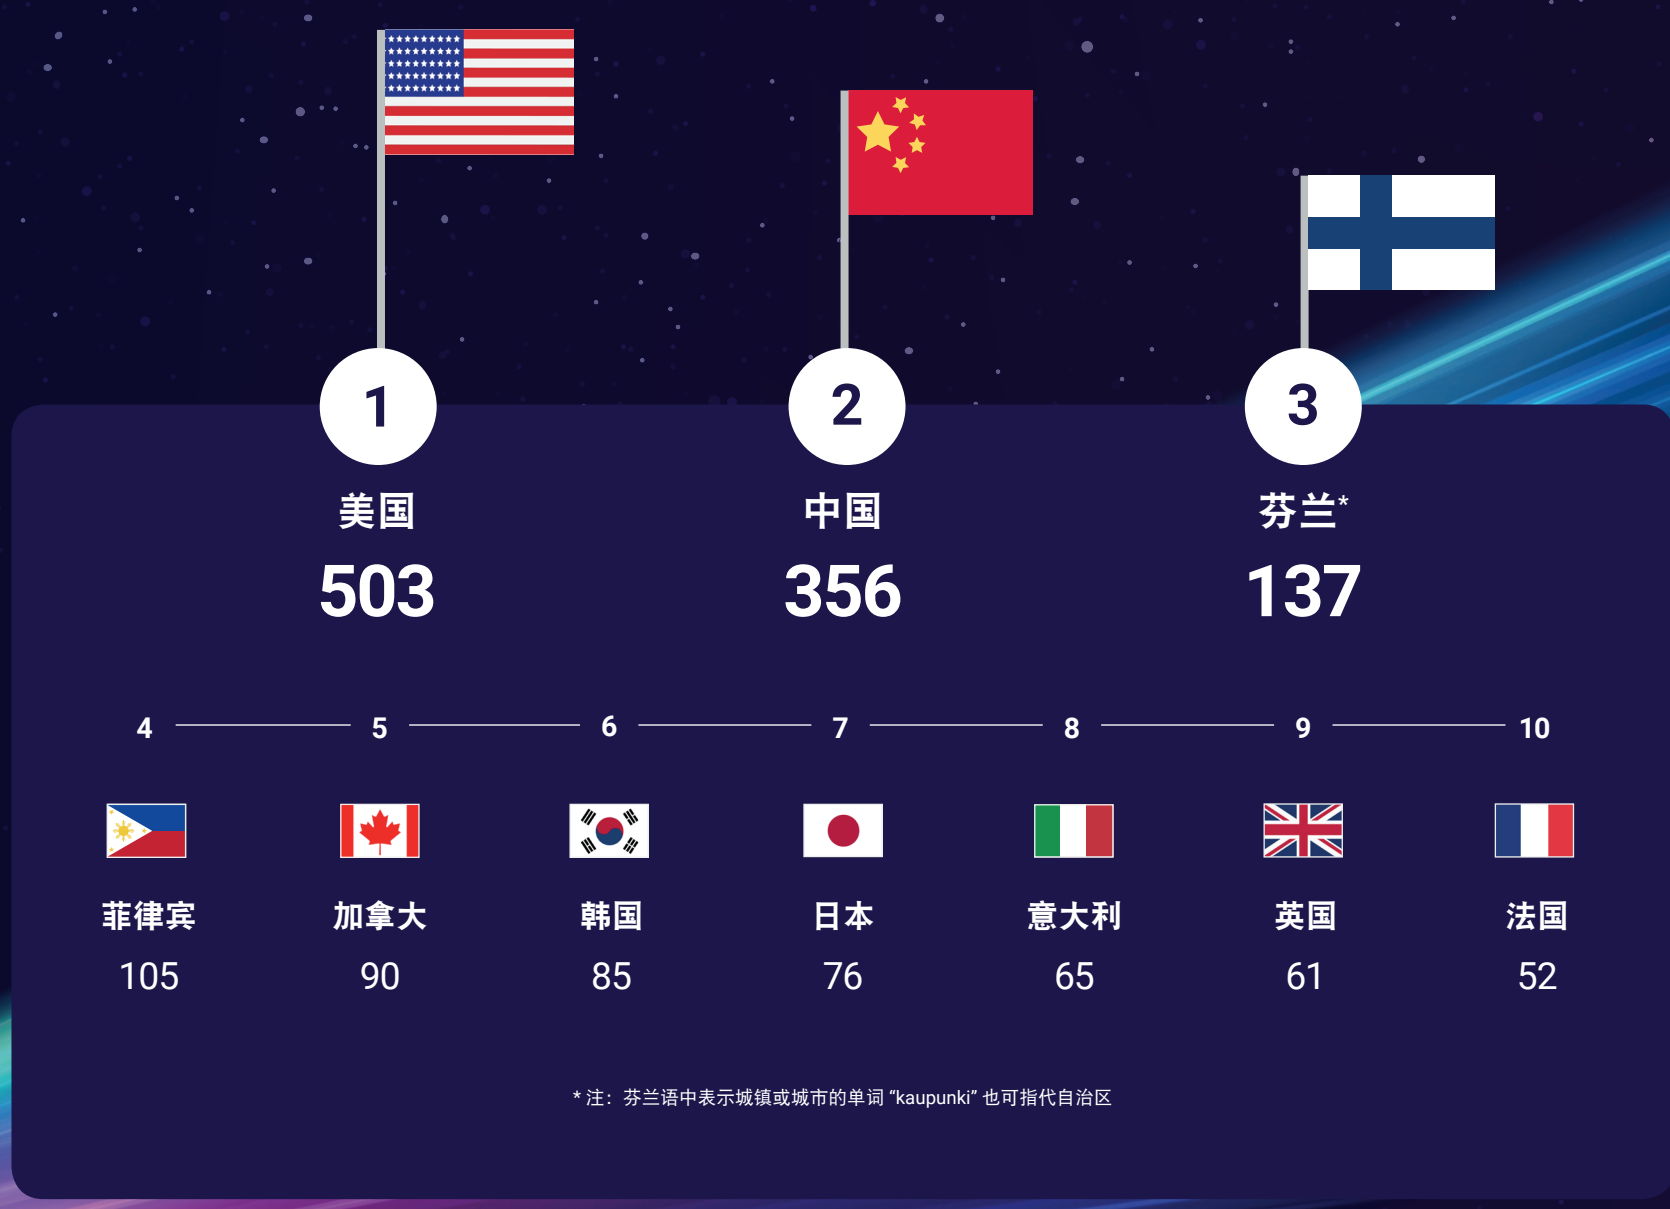 1
2
3
美国
中国
芬兰*
503
356
137
4
5
6
7
8
9
10
菲律宾
加拿大
韩国
日本
意大利
英国
法国
105
90
85
76
65
61
52
* 注：芬兰语中表示城镇或城市的单词 “kaupunki” 也可指代自治区